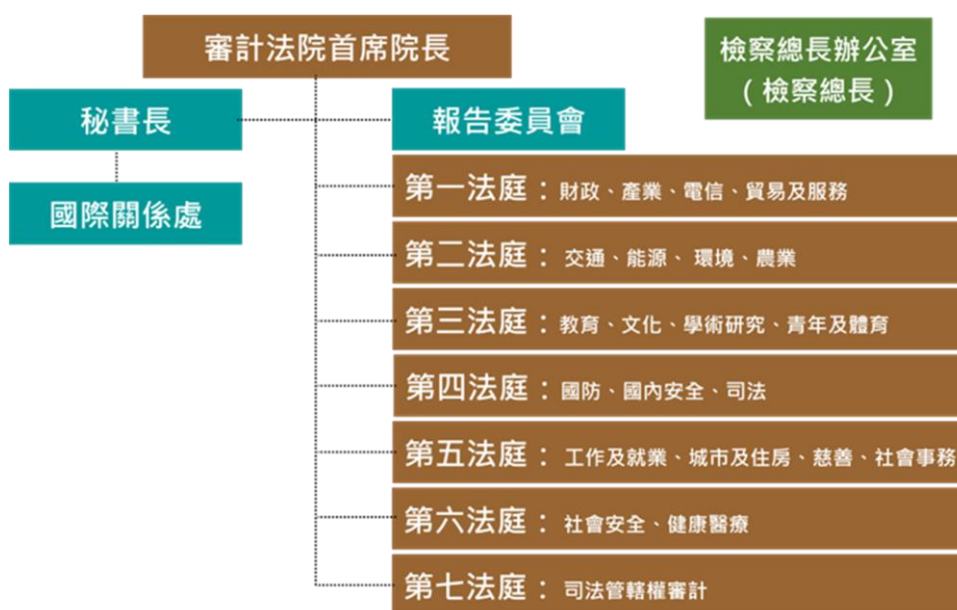 審計法院首席院長
檢察總長辦公室
(檢察總長)
秘書長
報告委員會
國際關係處
第一法庭：財政、產業、電信、貿易及服務
第二法庭：交通、能源、環境、農業
第三法庭：教育、文化、學術研究、青年及體育
第四法庭：國防、國內安全、司法
第五法庭：工作及就業、城市及住房、慈善、社會事務
第六法庭：社會安全、健康醫療
第七法庭：司法管轄權審計